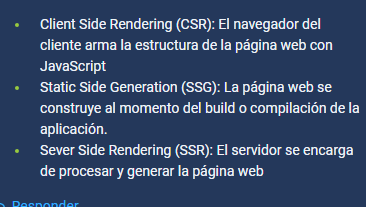 Client Side Rendering (CSR): El navegador del
cliente arma la estructura de la página web con
JavaScript
Static Side Generation (SSG): La página web se
construye al momento del build o compilación de la
aplicación.
Sever Side Rendering (SSR): El servidor se encarga
de procesar y generar la página web
Responder